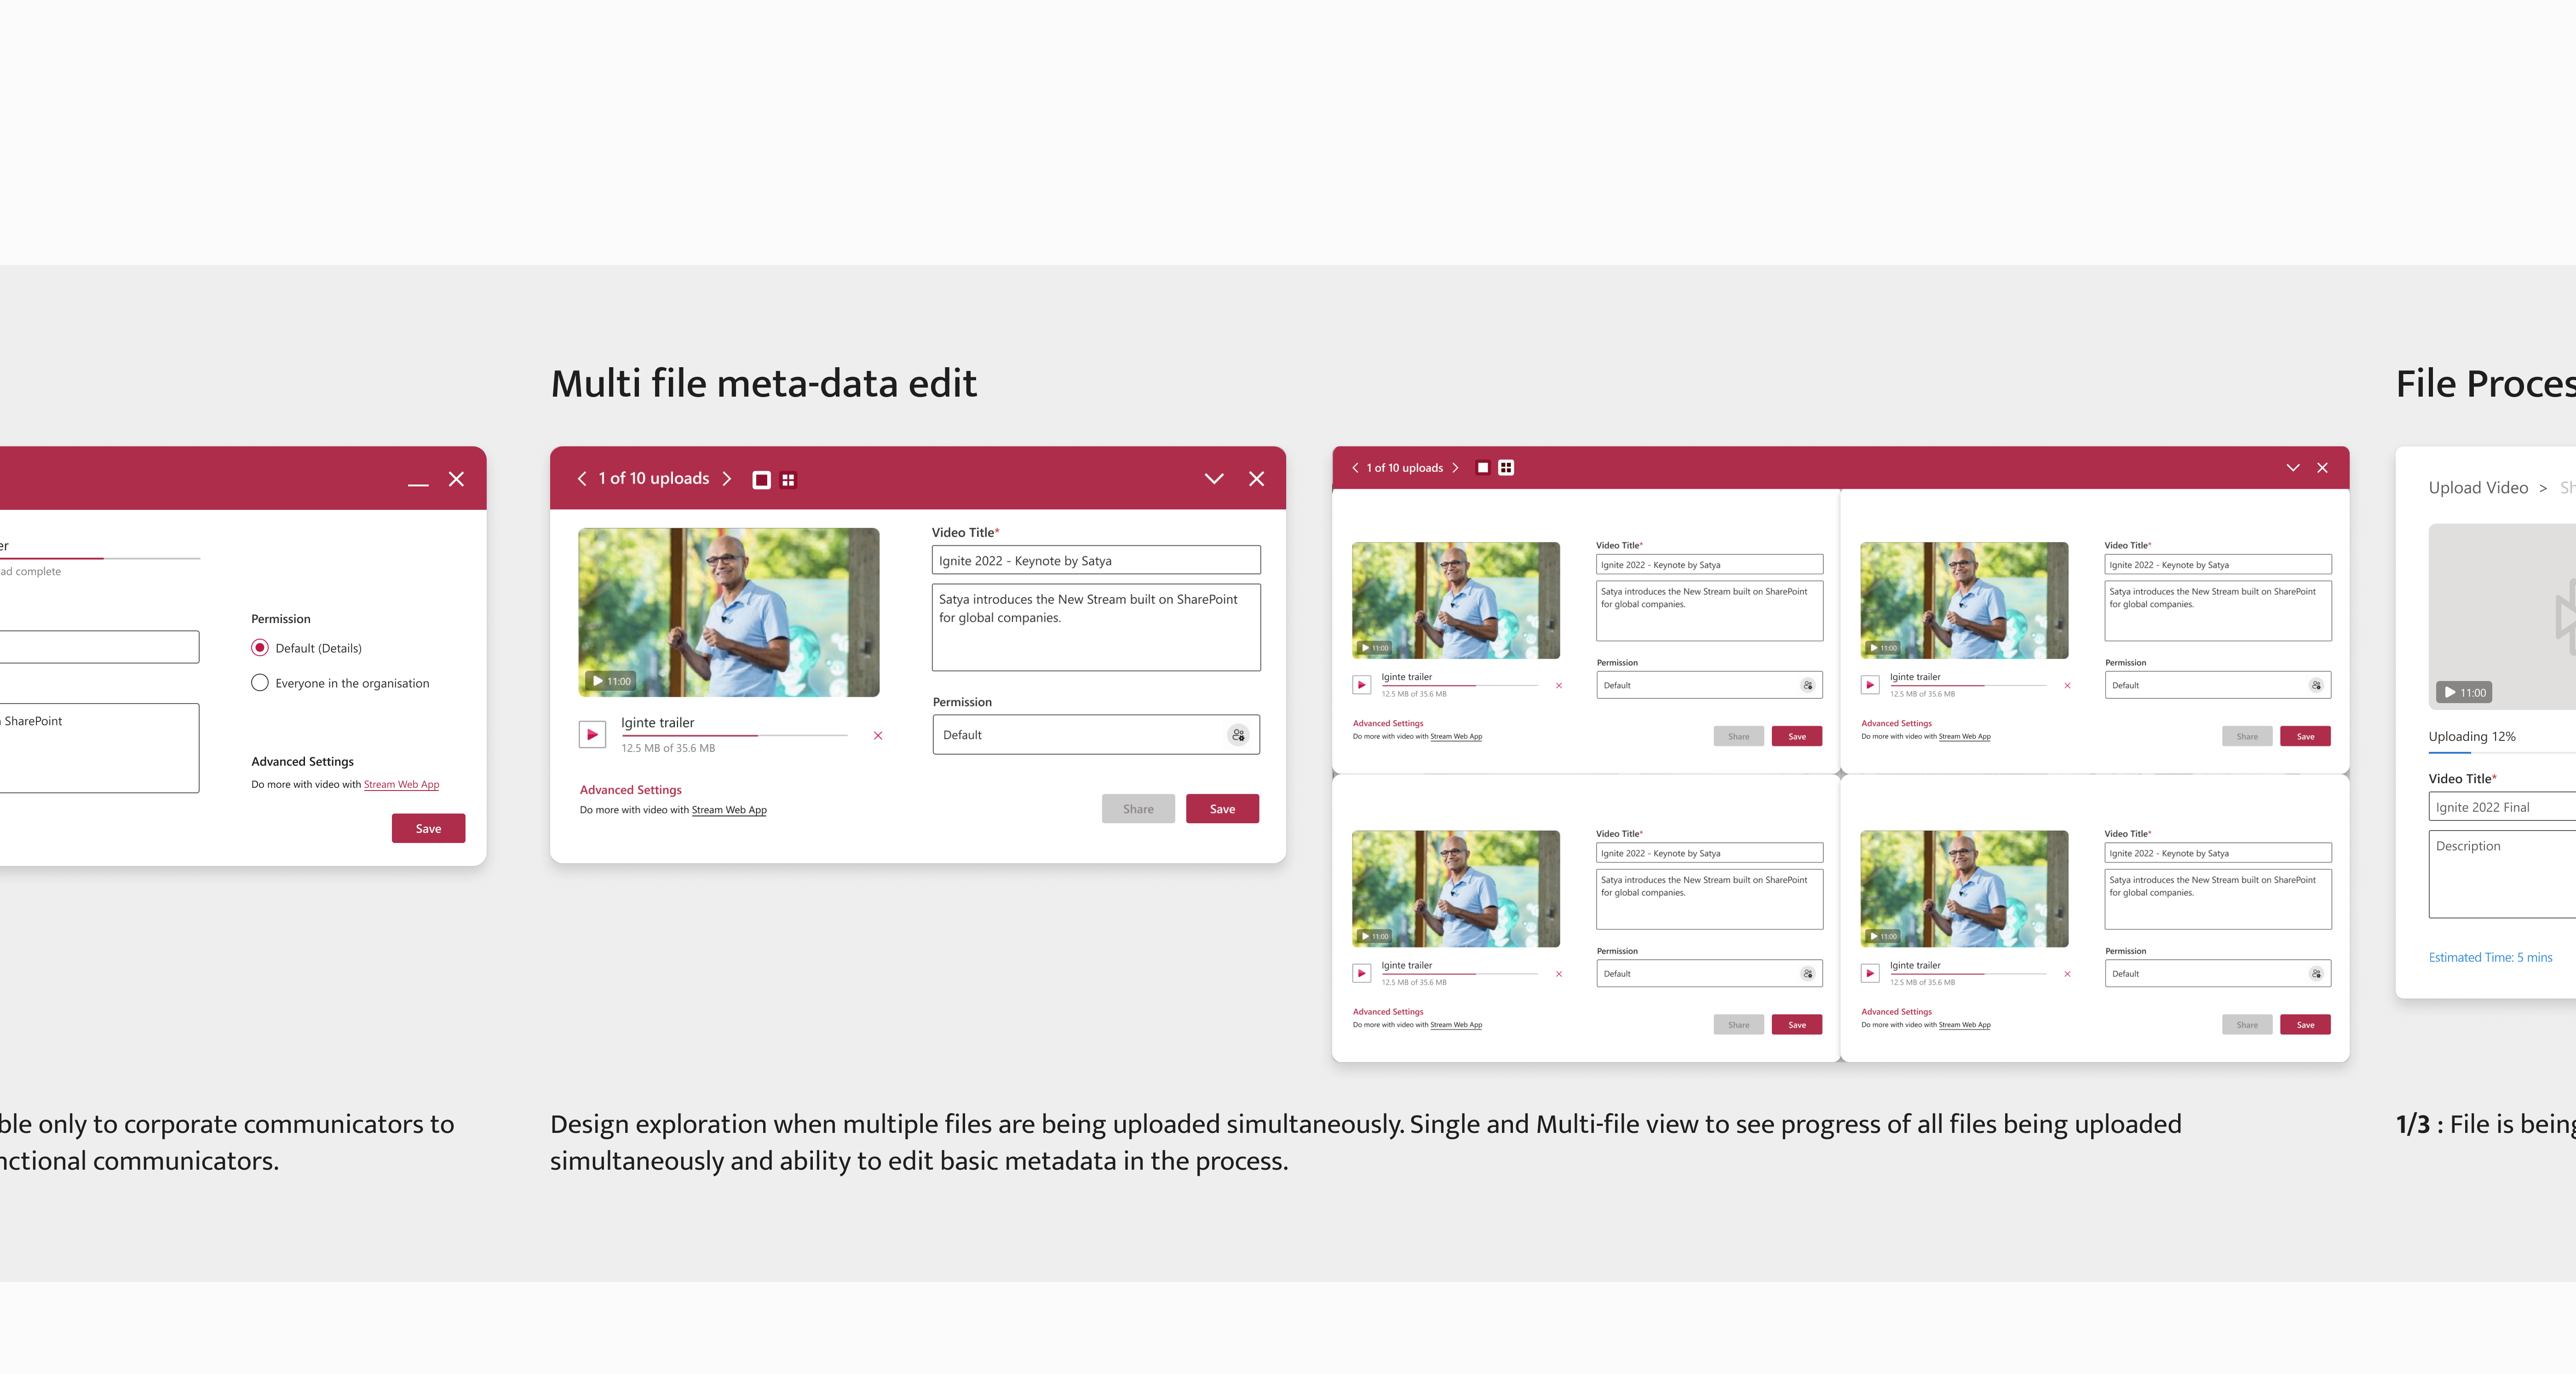 er
ad complete
SharePoint
Permission
Default (Details)
Everyone in the organisation
Advanced Settings
Do more with video with Stream Web App
Save
ble only to corporate communicators to
nctional communicators.
Multi file meta-data edit
1 of 10 uploads
11:00
Iginte trailer
12.5 MB of 35.6 MB
Advanced Settings
Do more with video with Stream Web App
Video Title*
Ignite 2022 - Keynote by Satya
Satya introduces the New Stream built on SharePoint
for global companies.
Permission
Default
Share
Save
1 of 10 uploads
11:00
Iginte trailer
12.5 MB of 35.6 MB
Advanced Settings
Do more with video with Stream Web App
Video Title*
Ignite 2022 - Keynote by Satya
Satya introduces the New Stream built on SharePoint
for global companies.
Permission
Default
Share
Save
11:00
Iginte trailer
12.5 MB of 35.6 MB
Advanced Settings
Do more with video with Stream Web App
Video Title*
Ignite 2022 - Keynote by Satya
Satya introduces the New Stream built on SharePoint
for global companies.
Permission
Default
Share
Save
11:00
Iginte trailer
12.5 MB of 35.6 MB
Advanced Settings
Do more with video with Stream Web App
Video Title*
Ignite 2022 - Keynote by Satya
Satya introduces the New Stream built on SharePoint
for global companies.
Permission
Default
Share
Save
11:00
Iginte trailer
12.5 MB of 35.6 MB
Advanced Settings
Do more with video with Stream Web App
Video Title*
Ignite 2022 - Keynote by Satya
Satya introduces the New Stream built on SharePoint
for global companies.
Permission
Default
Share
Save
Design exploration when multiple files are being uploaded simultaneously. Single and Multi-file view to see progress of all files being uploaded
simultaneously and ability to edit basic metadata in the process.
File Proces
Upload Video > Sh
11:00
Uploading 12%
Video Title*
Ignite 2022 Final
Description
Estimated Time: 5 mins
1/3 : File is being